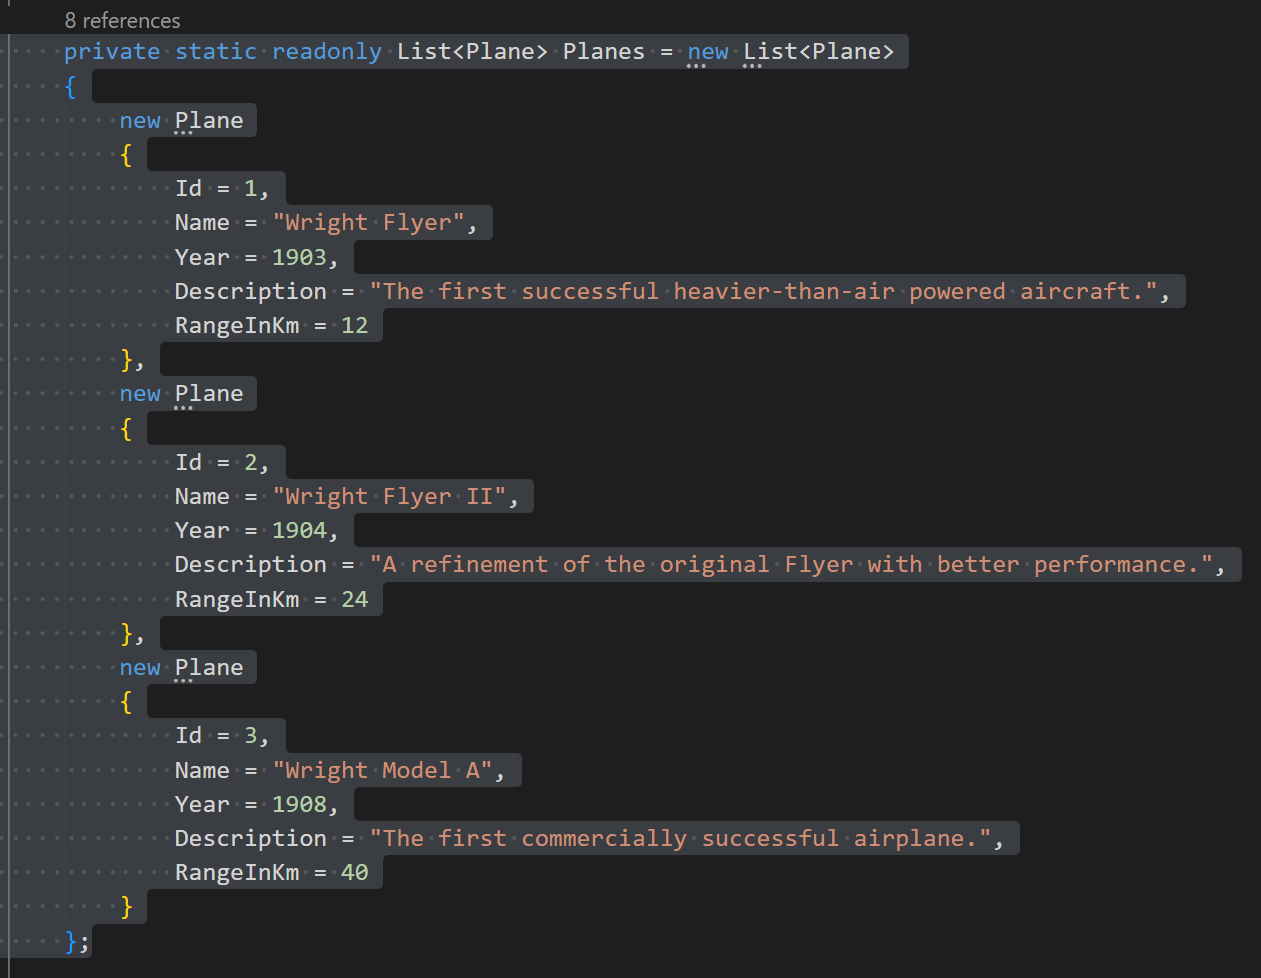 8 references
private static readonly List<Plane> Planes = new List<Plane>
{
new Plane
{
Id = 1,
Name = "Wright Flyer",
Year = 1903,
Description = "The first successful heavier-than-air powered aircraft.",
RangeInKm = 12
},
new Plane
{
Id = 2,
Name = "Wright Flyer II",
Year = 1904,
Description = "A refinement of the original Flyer with better performance.",
RangeInKm = 24
},
new Plane
{
Id = 3,
Name = "Wright Model A",
Year = 1908,
Description = "The first commercially successful airplane.",
RangeInKm = 40
}
};